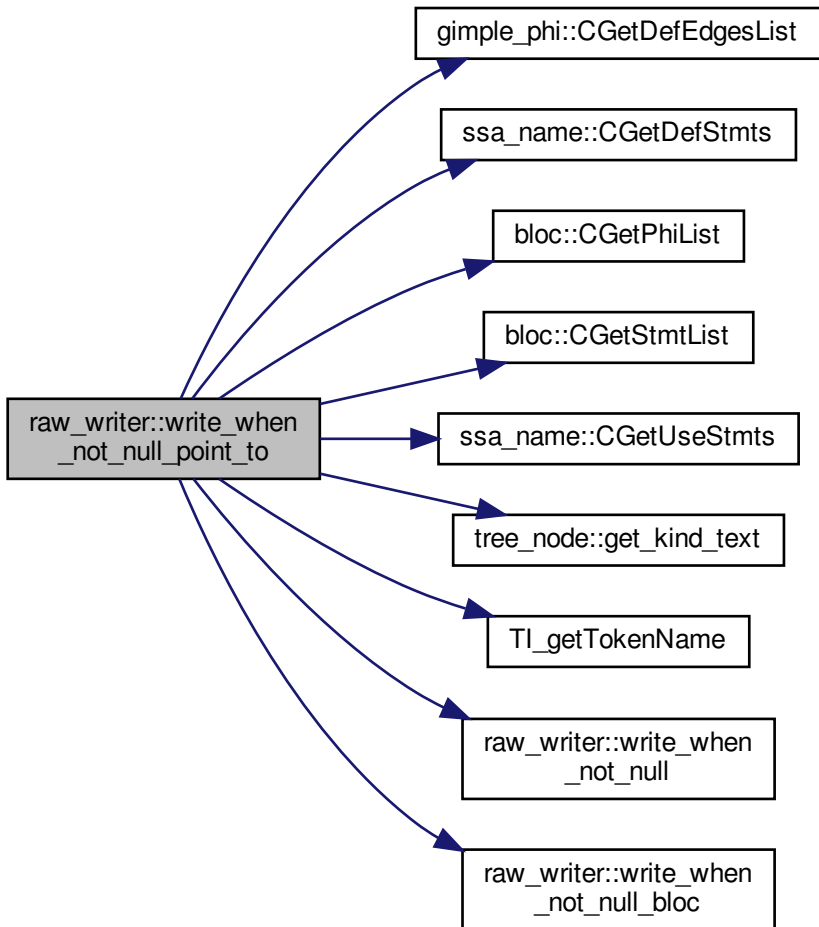 gimple_phi::CGetDefEdgesList
ssa_name::CGetDefStmts
bloc::CGetPhiList
bloc::CGetStmtList
raw_writer::write_when
_not_null_point_to
ssa_name::CGetUseStmts
tree_node::get_kind_text
TI_getTokenName
raw_writer::write_when
_not_null
raw_writer::write_when
_not_null_bloc